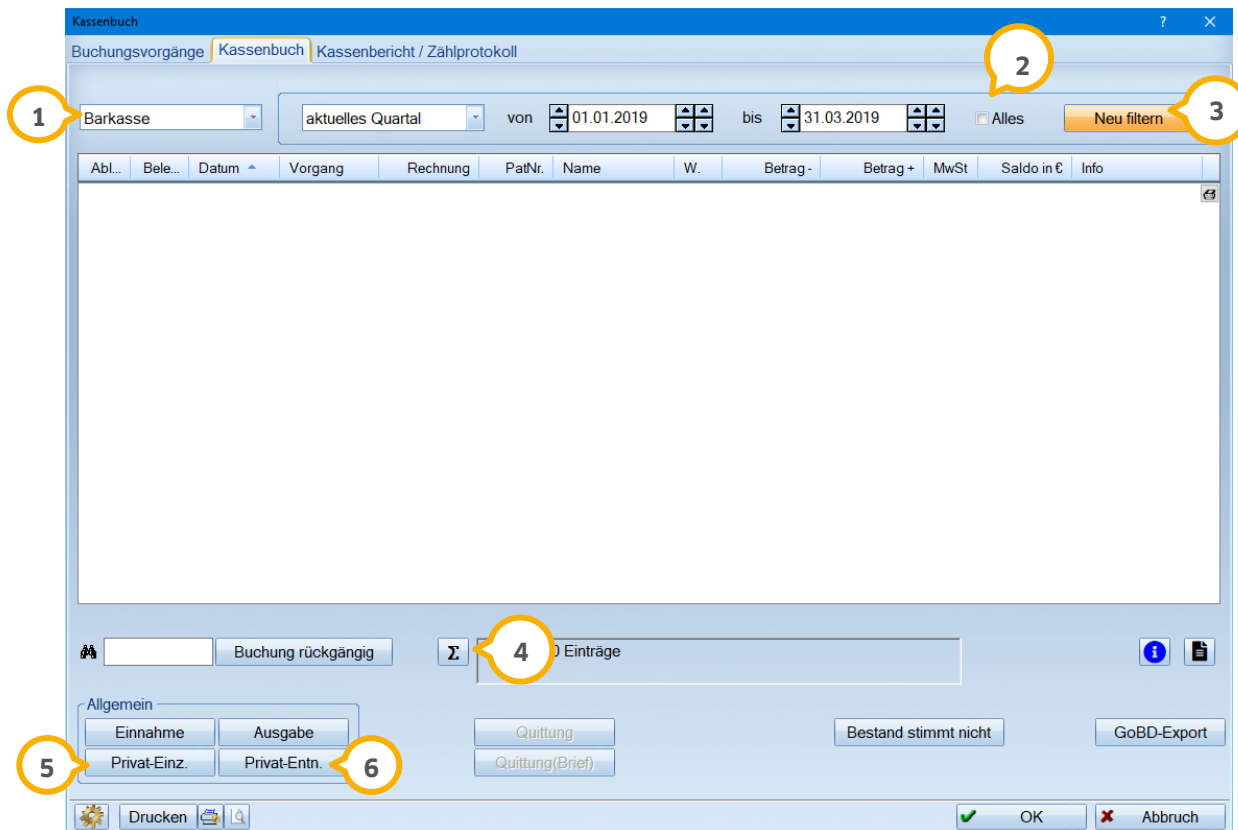 Kassenbuch ?
Buchungsvorgänge Kassenbuch Kassenbericht / Zählprotokoll
2
1 Barkasse aktuelles Quartal von 01.01.2019 bis 31.03.2019 Alles Neu filtern 3
Abl... Bele... Datum Vorgang Rechnung PatNr. Name W. Betrag - Betrag + MwSt Saldo in € Info
Buchung rückgängig Σ 4 Einträge
Allgemein
Einnahme Ausgabe Quittung Bestand stimmt nicht GoBD-Export
5 Privat-Einz. Privat-Entn. 6 Quittung(Brief)
Drucken OK Abbruch